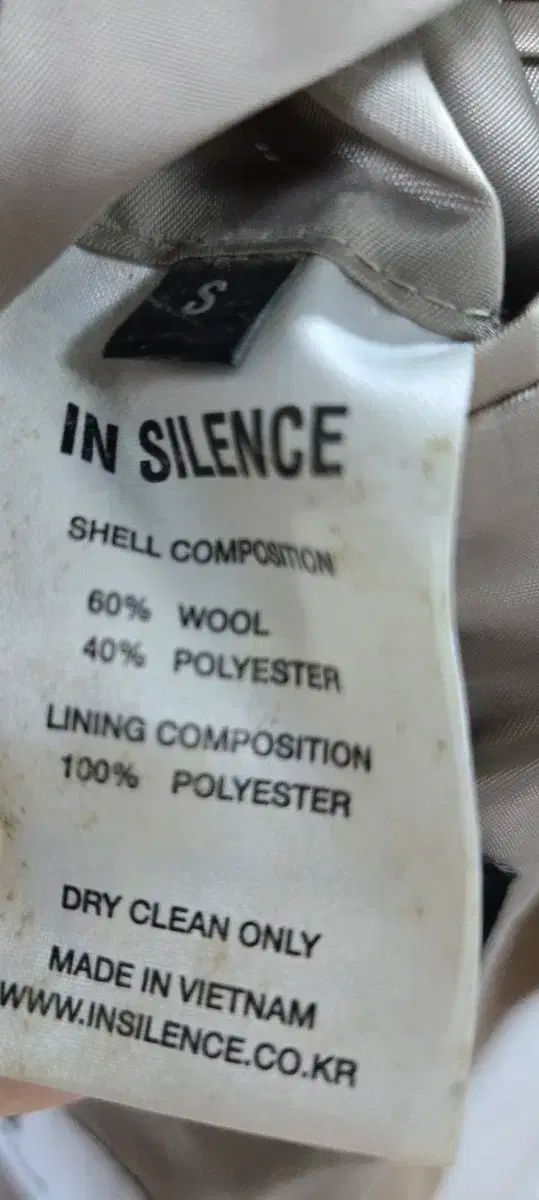 S
IN SILENCE
SHELL COMPOSITION
60% WOOL
40% POLYESTER
LINING COMPOSITION
100% POLYESTER
DRY CLEAN ONLY
MADE IN VIETNAM
WWW.INSILENCE.CO.KR